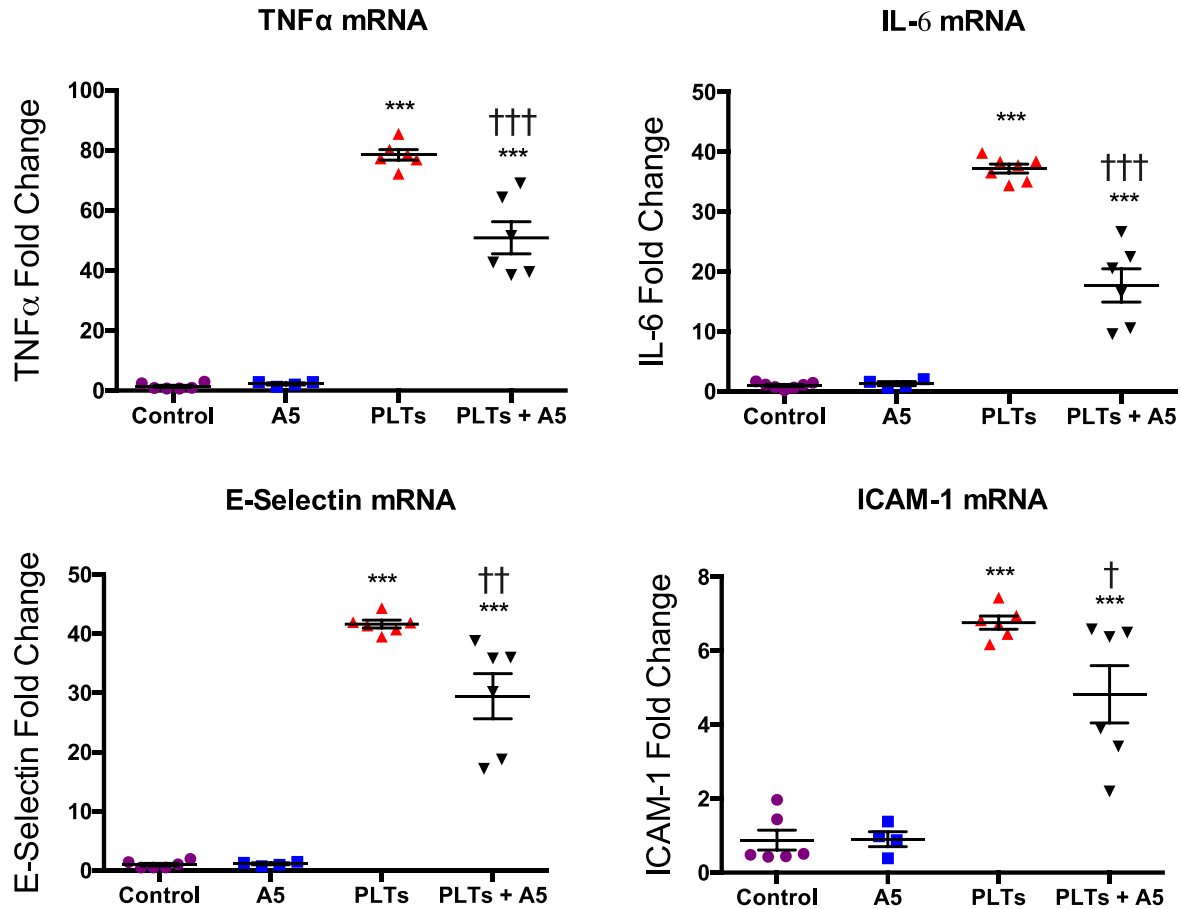 TNFα mRNA
TNFα Fold Change
100
80
60
40
20
0
***
†††
***
Control A5 PLTs PLTs + A5
IL-6 mRNA
IL-6 Fold Change
50
40
30
20
10
0
***
†††
***
Control A5 PLTs PLTs + A5
E-Selectin mRNA
E-Selectin Fold Change
50
40
30
20
10
0
***
††
***
Control A5 PLTs PLTs + A5
ICAM-1 mRNA
ICAM-1 Fold Change
8
6
4
2
0
***
†
***
Control A5 PLTs PLTs + A5